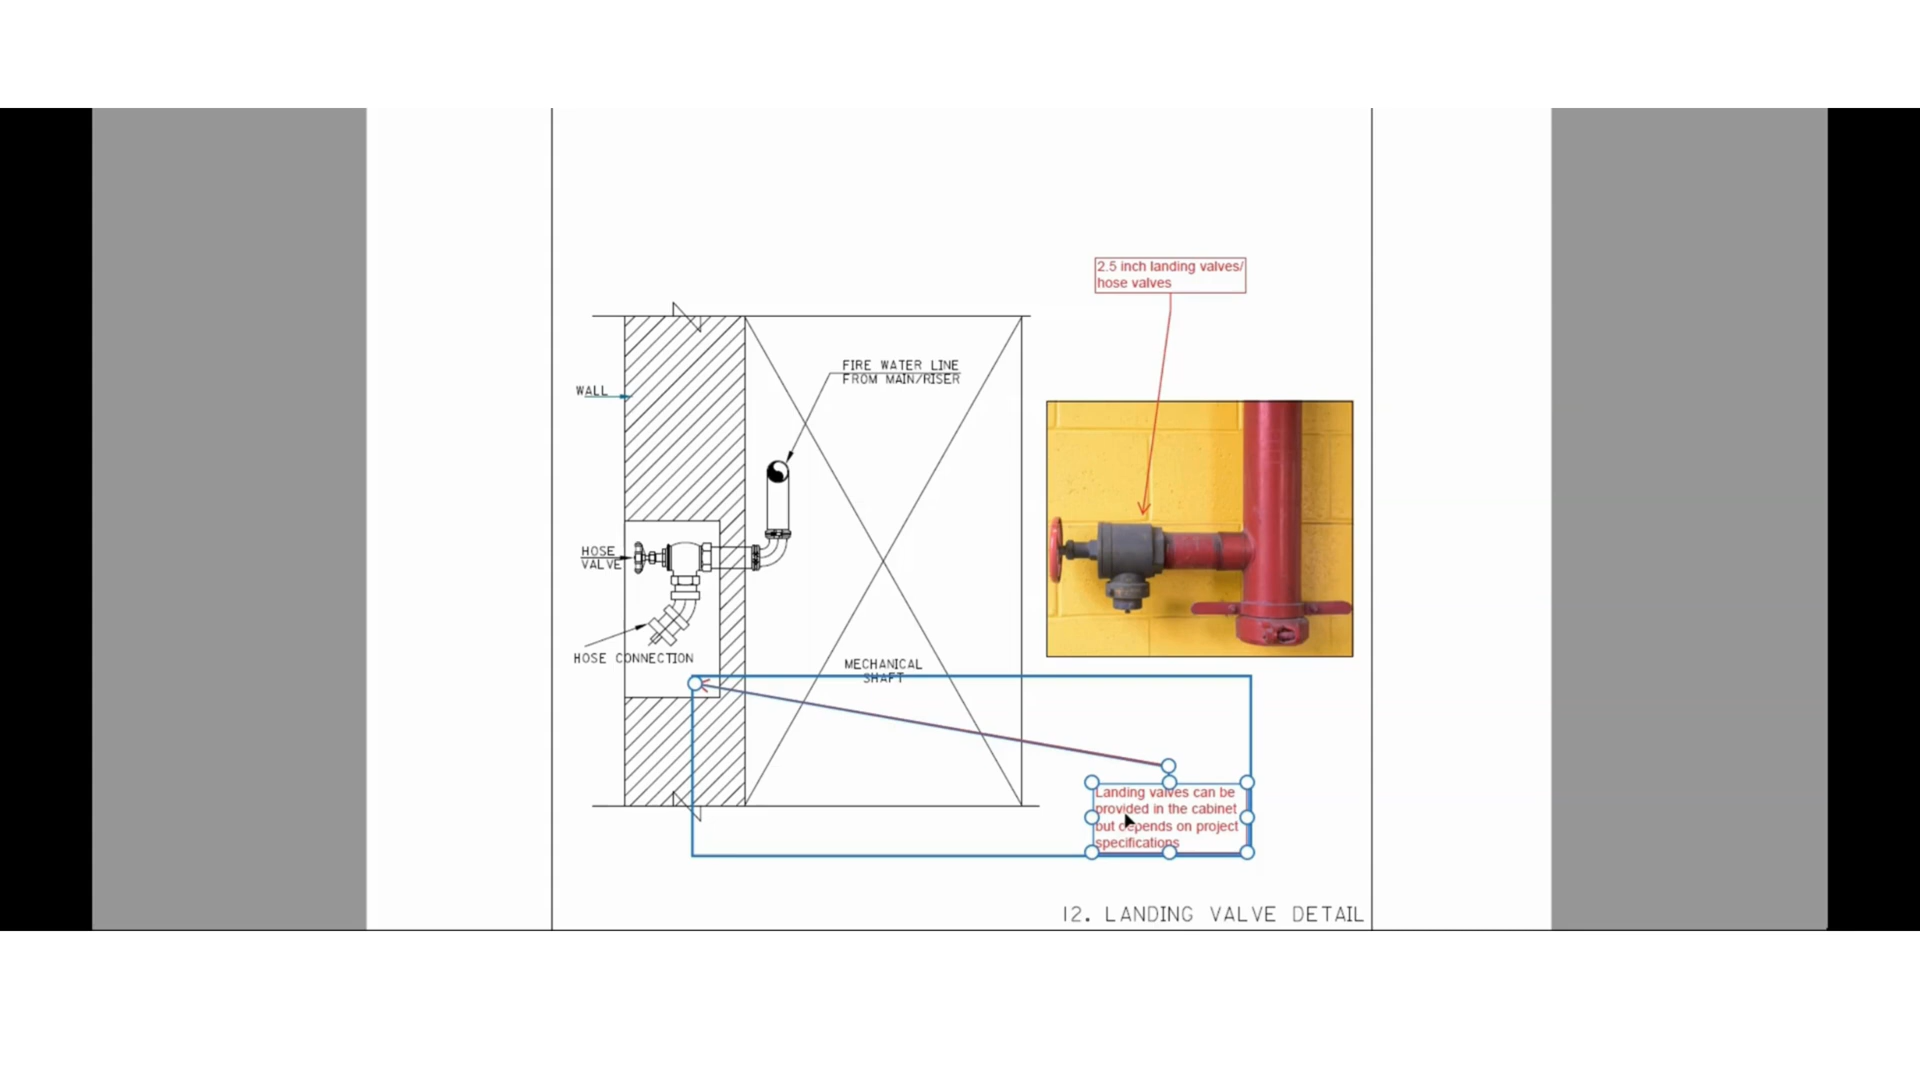 2.5 inch landing valves/
hose valves
FIRE WATER LINE
FROM MAIN/RISER
WALL
HOSE
VALVE
HOSE CONNECTION
MECHANICAL
SHAFT
Landing valves can be
provided in the cabinet
but depends on project
specifications
12. LANDING VALVE DETAIL